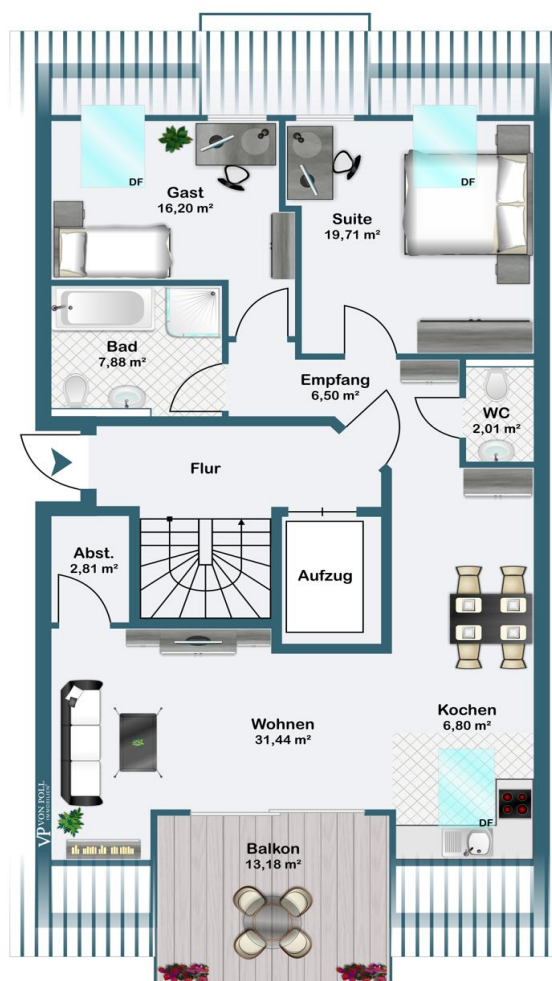 DF
DF
Gast
16,20 m²
Suite
19,71 m²
Bad
7,88 m²
Empfang
6,50 m²
WC
2,01 m²
Flur
Abst.
2,81 m²
Aufzug
Kochen
6,80 m²
Wohnen
31,44 m²
VP VON POLL
IMMOBILIEN
DF
Balkon
13,18 m²